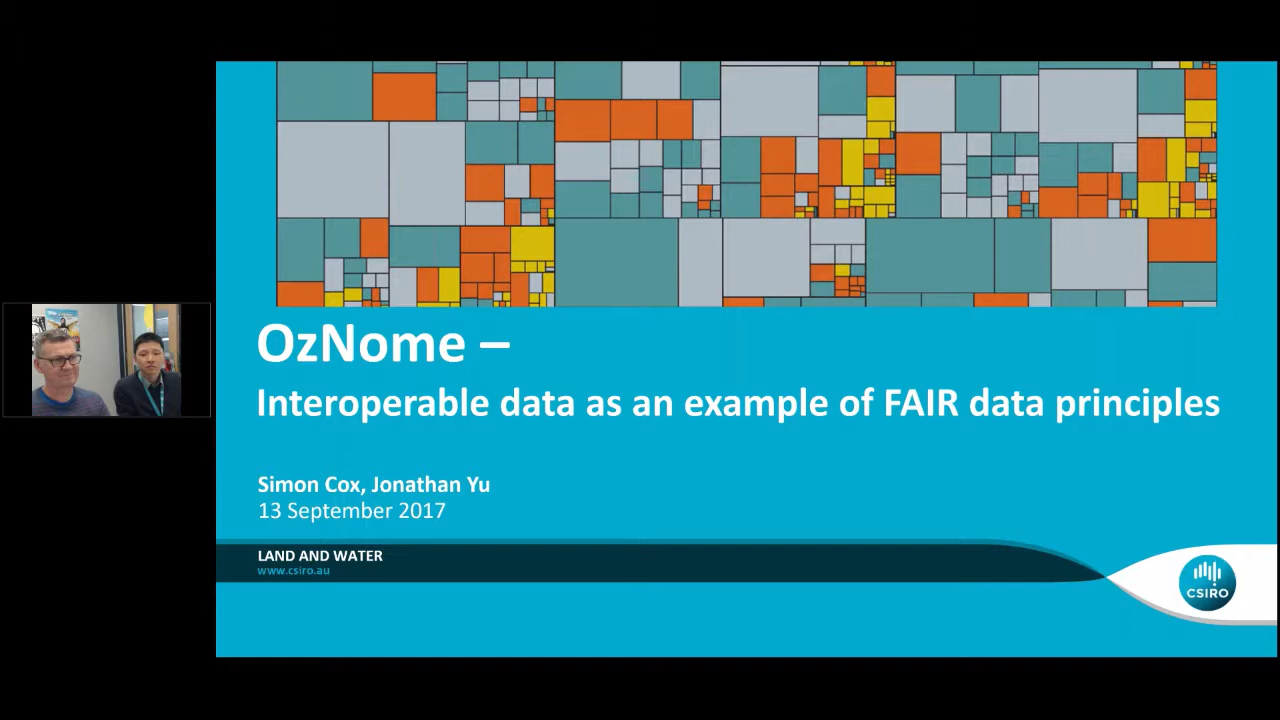 OzNome –
Interoperable data as an example of FAIR data principles
Simon Cox, Jonathan Yu
13 September 2017
LAND AND WATER
www.csiro.au
CSIRO